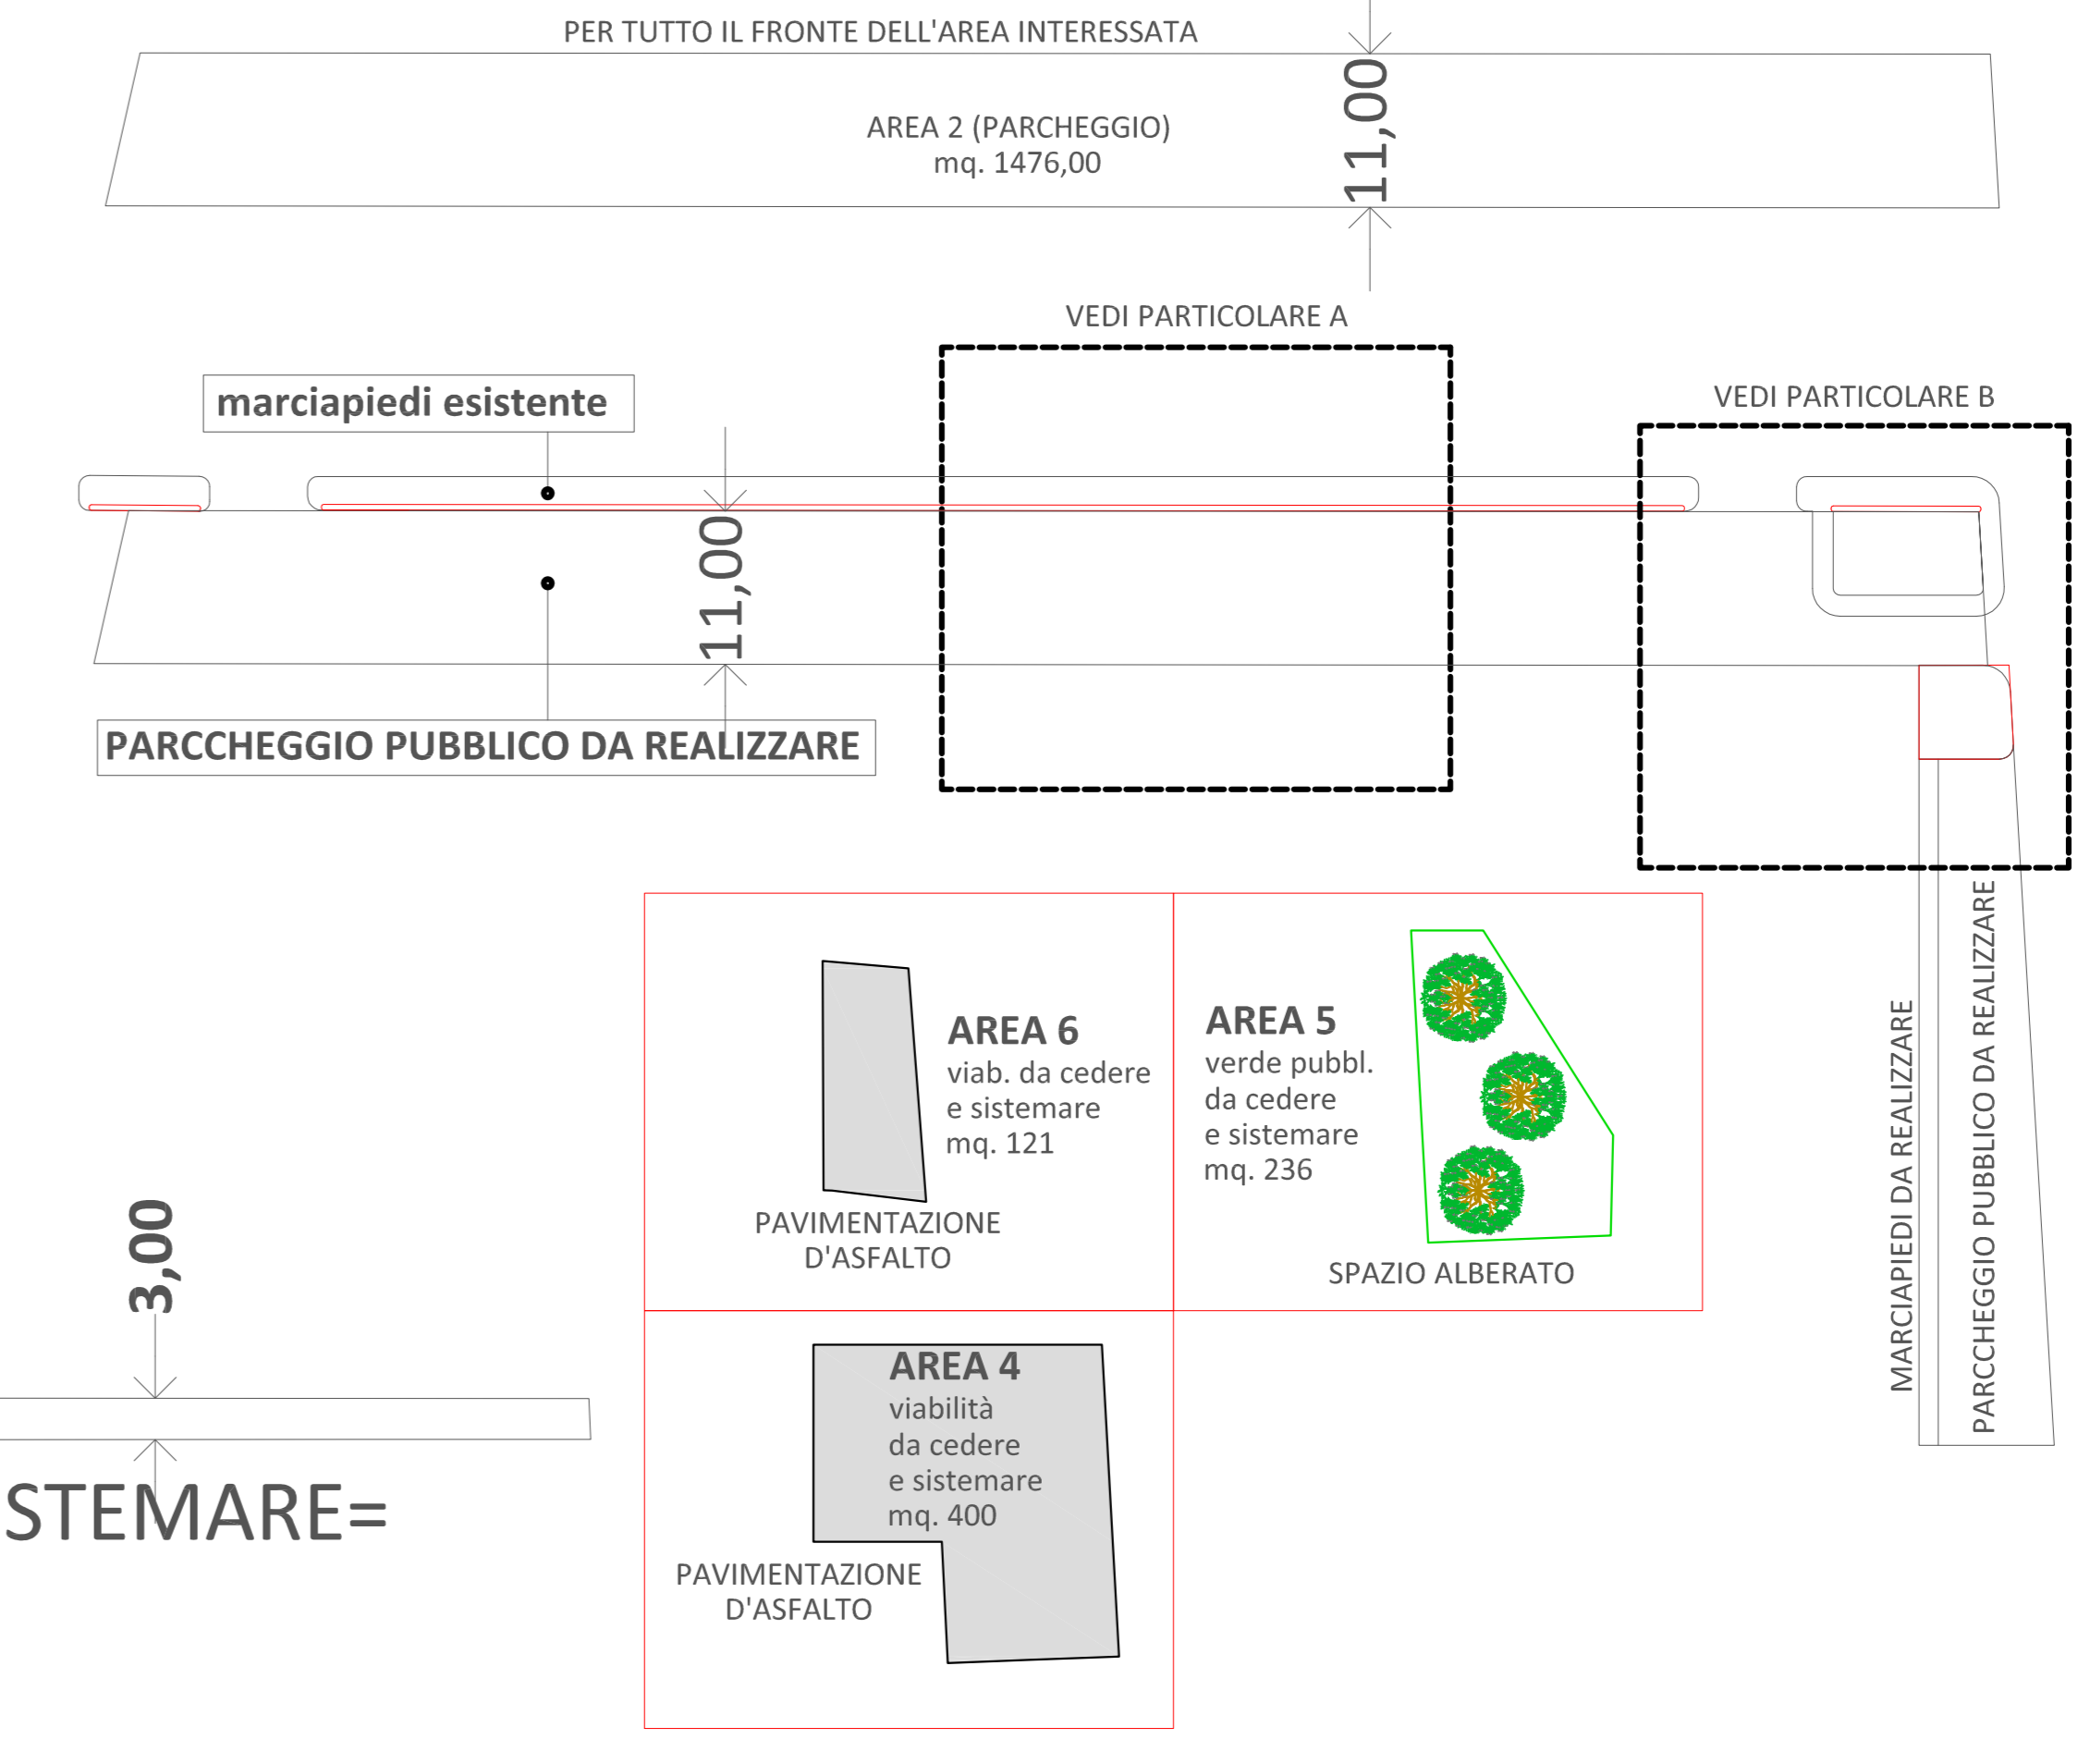 PER TUTTO IL FRONTE DELL'AREA INTERESSATA
AREA 2 (PARCHEGGIO)
mq. 1476,00
11,00
VEDI PARTICOLARE A
VEDI PARTICOLARE B
marciapiedi esistente
11,00
PARCCHEGGIO PUBBLICO DA REALIZZARE
AREA 6
viab. da cedere
e sistemare
mq. 121
PAVIMENTAZIONE
D'ASFALTO
AREA 5
verde pubbl.
da cedere
e sistemare
mq. 236
SPAZIO ALBERATO
MARCIAPIEDI DA REALIZZARE
PARCCHEGGIO PUBBLICO DA REALIZZARE
3,00
STEMARE=
AREA 4
viabilità
da cedere
e sistemare
mq. 400
PAVIMENTAZIONE
D'ASFALTO